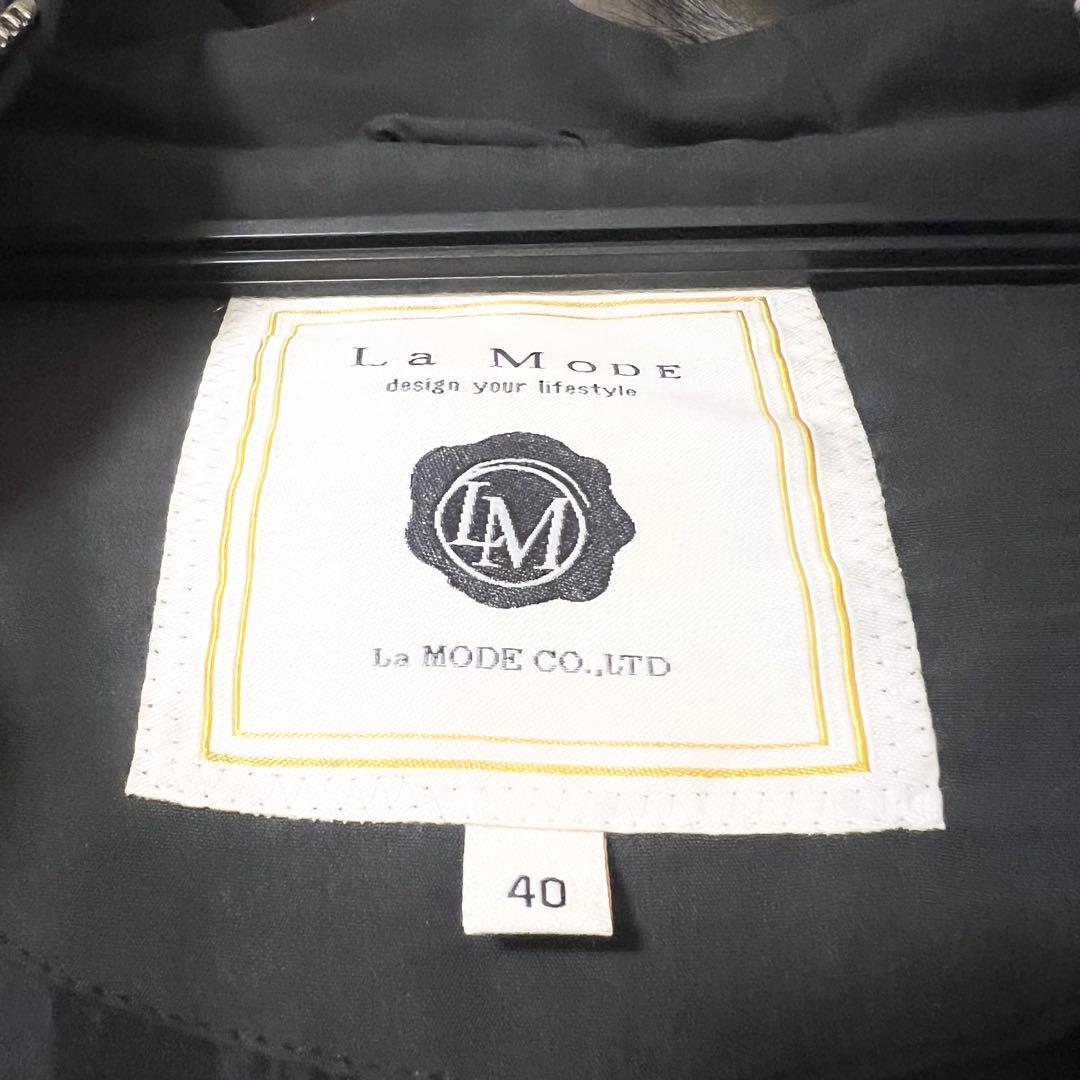 La Mode
design your lifestyle
LM
La MODE CO.,LTD
40